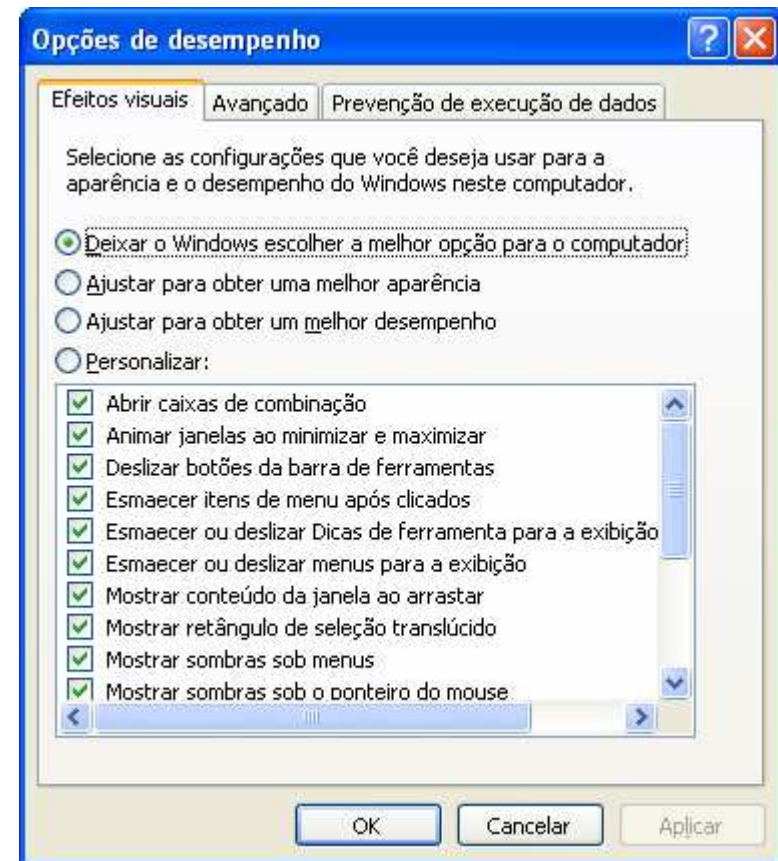 Opções de desempenho
Efeitos visuais
Avançado
Prevenção de execução de dados
Selecione as configurações que você deseja usar para a
aparência e o desempenho do Windows neste computador.
Deixar o Windows escolher a melhor opção para o computador
Ajustar para obter uma melhor aparência
Ajustar para obter um melhor desempenho
Personalizar:
Abrir caixas de combinação
Animar janelas ao minimizar e maximizar
Deslizar botões da barra de ferramentas
Esmaecer itens de menu após clicados
Esmaecer ou deslizar Dicas de ferramenta para a exibição
Esmaecer ou deslizar menus para a exibição
Mostrar conteúdo da janela ao arrastar
Mostrar retângulo de seleção translúcido
Mostrar sombras sob menus
Mostrar sombras sob o ponteiro do mouse
OK
Cancelar
Aplicar